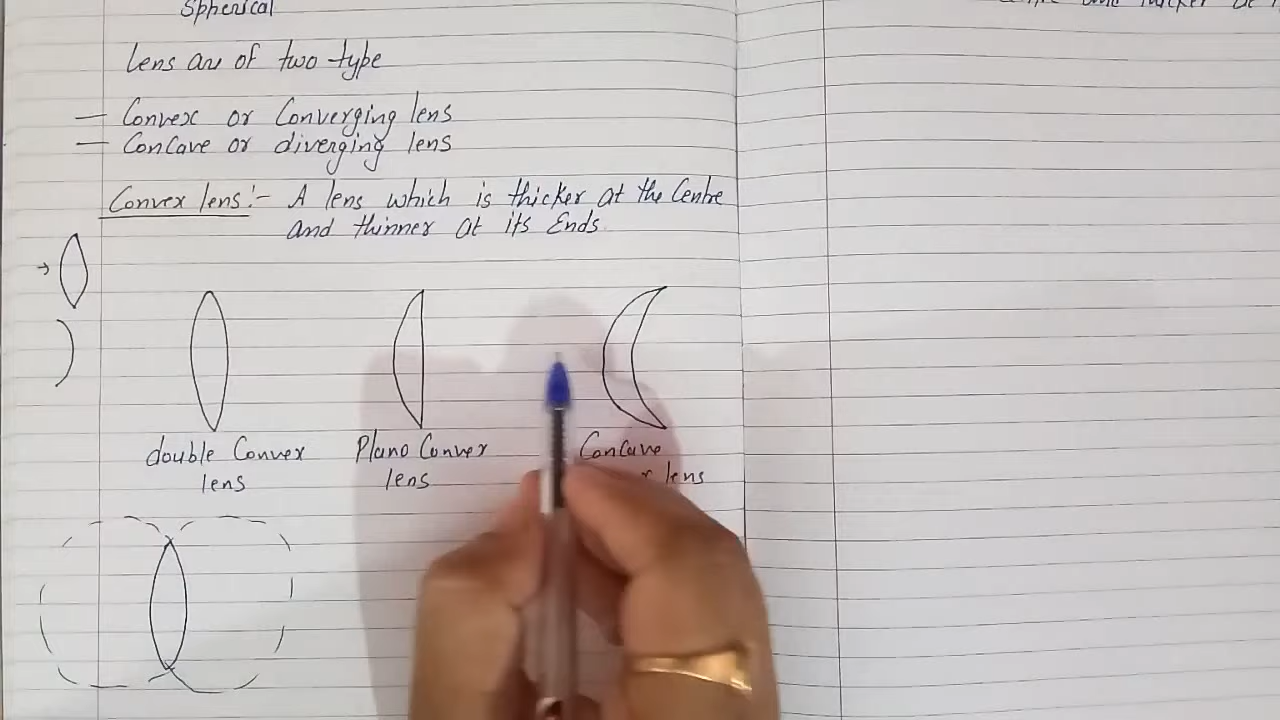 Spherical
Lens are of two type
— Convex or Converging lens
— Concave or diverging lens
Convex lens:- A lens which is thicker at the Centre
and thinner at its Ends.
double Convex
lens
Plano Convex
lens
Concave
lens